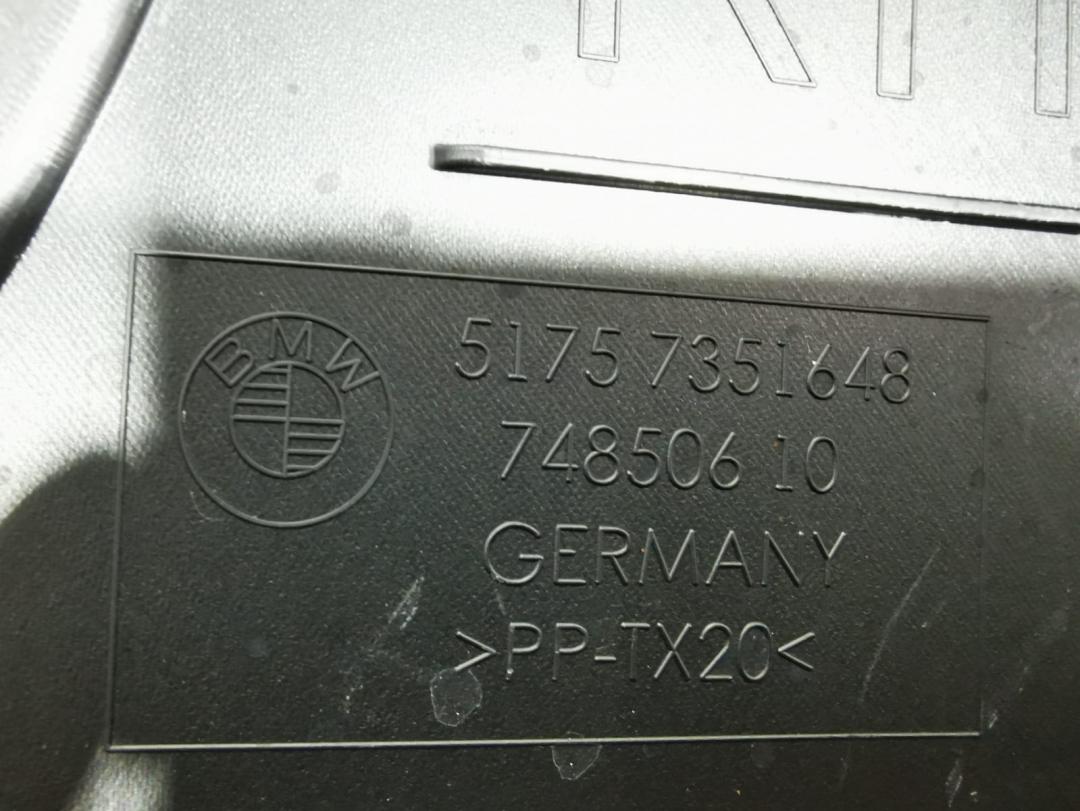 BMW
5175 7351648
748506 10
GERMANY
>PP-TX20<